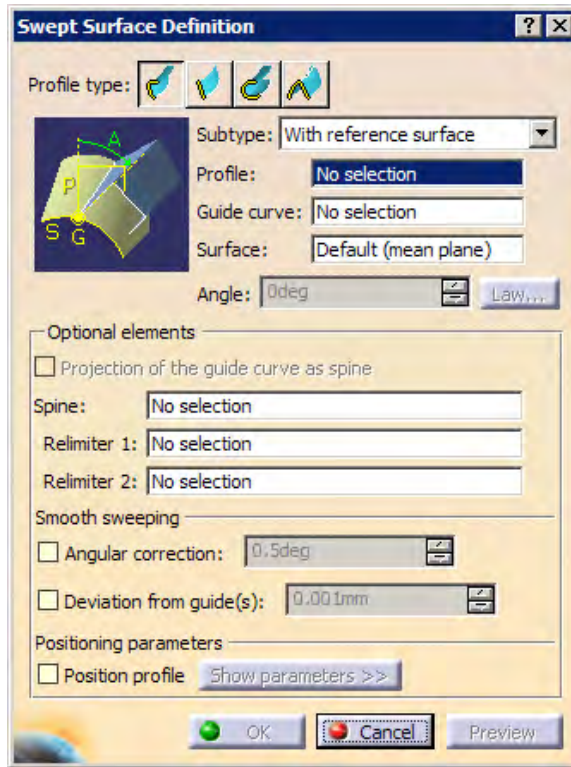 Swept Surface Definition
Profile type:
A
P
S
G
Subtype: With reference surface
Profile: No selection
Guide curve: No selection
Surface: Default (mean plane)
Angle: 0deg Law...
Optional elements
Projection of the guide curve as spine
Spine: No selection
Relimiter 1: No selection
Relimiter 2: No selection
Smooth sweeping
Angular correction: 0.5deg
Deviation from guide(s): 0.001mm
Positioning parameters
Position profile Show parameters >>
OK Cancel Preview